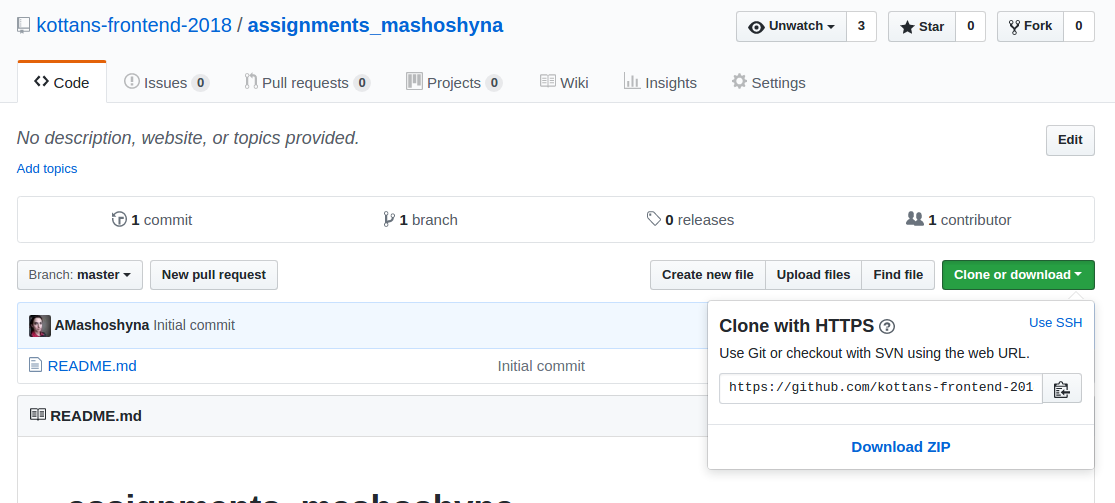 kottans-frontend-2018 / assignments_mashoshyna
Unwatch 3 Star 0 Fork 0
Code Issues 0 Pull requests 0 Projects 0 Wiki Insights Settings
No description, website, or topics provided.
Edit
Add topics
1 commit 1 branch 0 releases 1 contributor
Branch: master New pull request Create new file Upload files Find file Clone or download
AMashoshyna Initial commit
README.md Initial commit
Clone with HTTPS Use SSH
Use Git or checkout with SVN using the web URL.
https://github.com/kottans-frontend-201
Download ZIP
README.md
assignments_mashoshyna